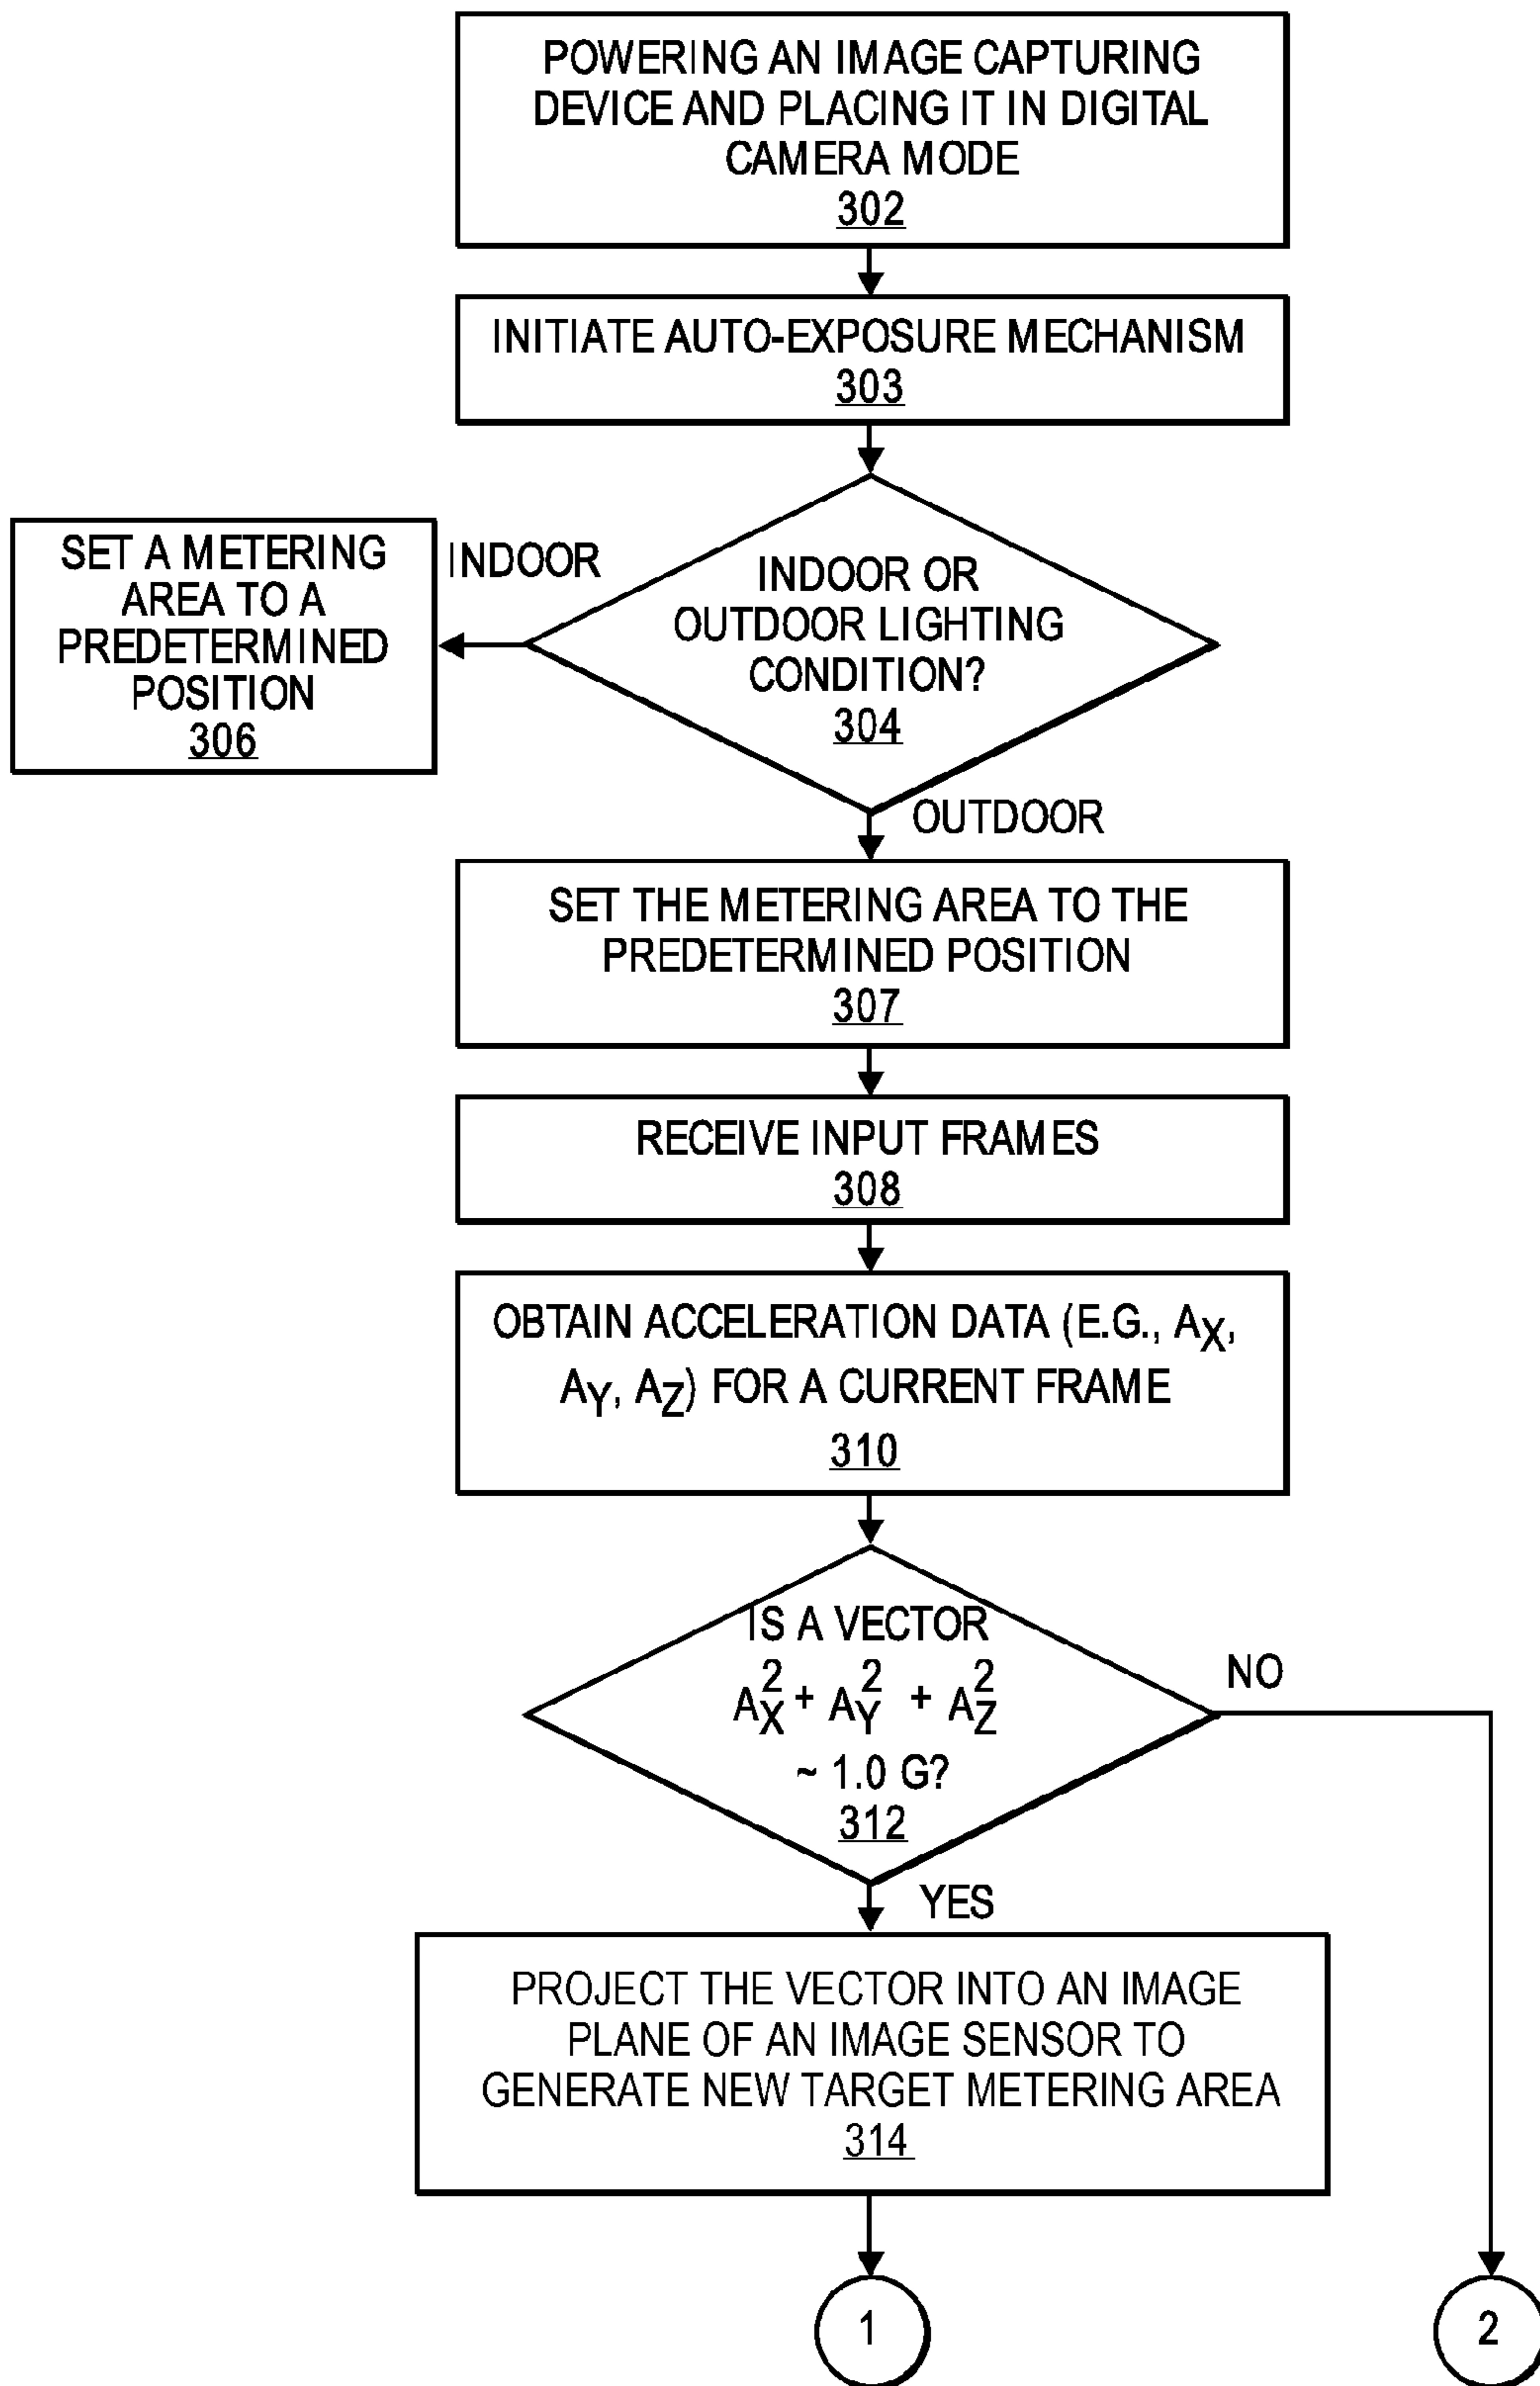 POWERING AN IMAGE CAPTURING
DEVICE AND PLACING IT IN DIGITAL
CAMERA MODE
302
INITIATE AUTO-EXPOSURE MECHANISM
303
SET A METERING
AREA TO A
PREDETERMINED
POSITION
306
INDOOR
INDOOR OR
OUTDOOR LIGHTING
CONDITION?
304
OUTDOOR
SET THE METERING AREA TO THE
PREDETERMINED POSITION
307
RECEIVE INPUT FRAMES
308
OBTAIN ACCELERATION DATA (E.G., AX,
AY, AZ) FOR A CURRENT FRAME
310
IS A VECTOR
AX² + AY² + AZ²
~ 1.0 G?
312
NO
YES
PROJECT THE VECTOR INTO AN IMAGE
PLANE OF AN IMAGE SENSOR TO
GENERATE NEW TARGET METERING AREA
314
1
2